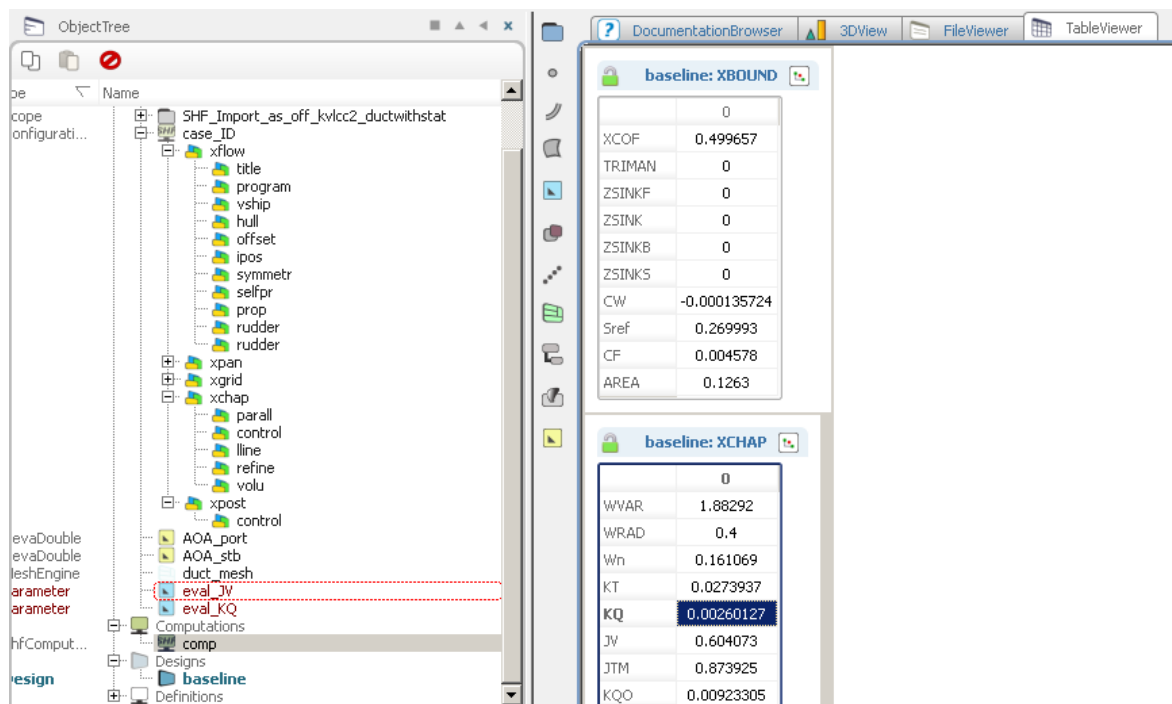 ObjectTree
pe Name
cope SHF_Import_as_off_kvlcc2_ductwithstat
onfigurati... case_ID
xflow
title
program
vship
hull
offset
ipos
symmetr
selfpr
prop
rudder
rudder
xpan
xgrid
xchap
parall
control
lline
refine
volu
xpost
control
evaDouble AOA_port
evaDouble AOA_stb
leshEngine duct_mesh
arameter eval_JV
arameter eval_KQ
Computations
hfComput... comp
Designs
esign baseline
Definitions
DocumentationBrowser 3DView FileViewer TableViewer
baseline: XBOUND
0
XCOF 0.499657
TRIMAN 0
ZSINKF 0
ZSINK 0
ZSINKB 0
ZSINKS 0
CW -0.000135724
Sref 0.269993
CF 0.004578
AREA 0.1263
baseline: XCHAP
0
WVAR 1.88292
WRAD 0.4
Wn 0.161069
KT 0.0273937
KQ 0.00260127
JV 0.604073
JTM 0.873925
KQO 0.00923305